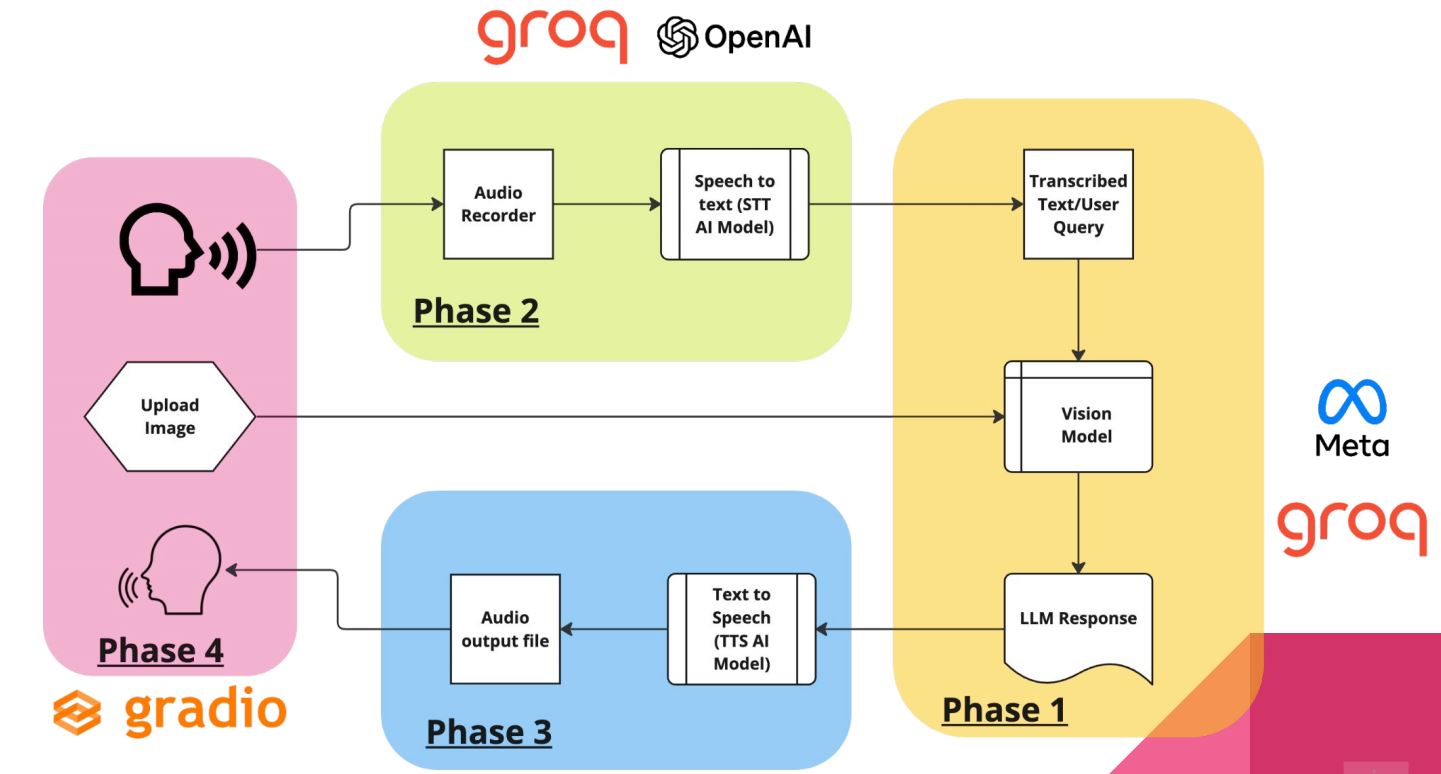 groq OpenAI
Audio
Recorder
Speech to
text (STT
AI Model)
Phase 2
Transcribed
Text/User
Query
Upload
Image
Vision
Model
Meta
groq
Phase 4
gradio
Audio
output file
Text to
Speech
(TTS AI
Model)
Phase 3
LLM Response
Phase 1